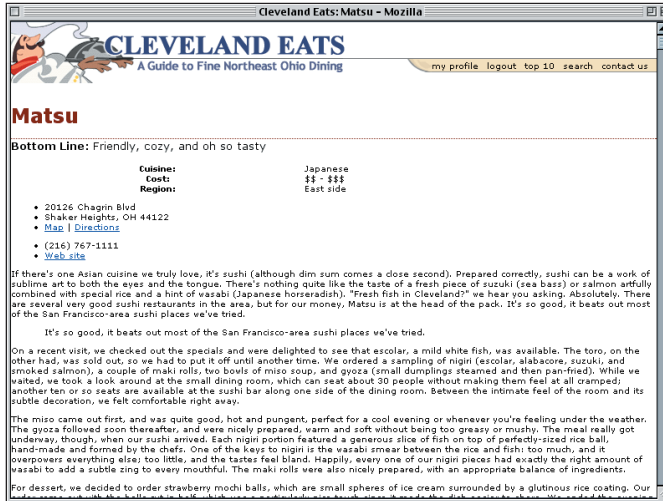 Cleveland Eats: Matsu - Mozilla
CLEVELAND EATS
A Guide to Fine Northeast Ohio Dining
my profile logout top 10 search contact us
Matsu
Bottom Line: Friendly, cozy, and oh so tasty
Cuisine: Japanese
Cost: $$ - $$$
Region: East side
• 20126 Chagrin Blvd
• Shaker Heights, OH 44122
• Map | Directions
• (216) 767-1111
• Web site
If there's one Asian cuisine we truly love, it's sushi (although dim sum comes a close second). Prepared correctly, sushi can be a work of
sublime art to both the eyes and the tongue. There's nothing quite like the taste of a fresh piece of suzuki (sea bass) or salmon artfully
combined with special rice and a hint of wasabi (Japanese horseradish). "Fresh fish in Cleveland?" we hear you asking. Absolutely. There
are several very good sushi restaurants in the area, but for our money, Matsu is at the head of the pack. It's so good, it beats out most
of the San Francisco-area sushi places we've tried.
It's so good, it beats out most of the San Francisco-area sushi places we've tried.
On a recent visit, we checked out the specials and were delighted to see that escolar, a mild white fish, was available. The toro, on the
other had, was sold out, so we had to put it off until another time. We ordered a sampling of nigiri (escolar, alabacore, suzuki, and
smoked salmon), a couple of maki rolls, two bowls of miso soup, and gyoza (small dumplings steamed and then pan-fried). While we
waited, we took a look around at the small dining room, which can seat about 30 people without making them feel at all cramped;
another ten or so seats are available at the sushi bar along one side of the dining room. Between the intimate feel of the room and its
subtle decoration, we felt comfortable right away.
The miso came out first, and was quite good, hot and pungent, perfect for a cool evening or whenever you're feeling under the weather.
The gyoza followed soon thereafter, and were nicely prepared, warm and soft without being too greasy or mushy. The meal really got
underway, though, when our sushi arrived. Each nigiri portion featured a generous slice of fish on top of perfectly-sized rice ball,
hand-made and formed by the chefs. One of the keys to nigiri is the wasabi smear between the rice and fish: too much, and it
overpowers everything else; too little, and the tastes feel bland. Happily, every one of our nigiri pieces had exactly the right amount of
wasabi to add a subtle zing to every mouthful. The maki rolls were also nicely prepared, with an appropriate balance of ingredients.
For dessert, we decided to order strawberry mochi balls, which are small spheres of ice cream surrounded by a glutinous rice coating. Our